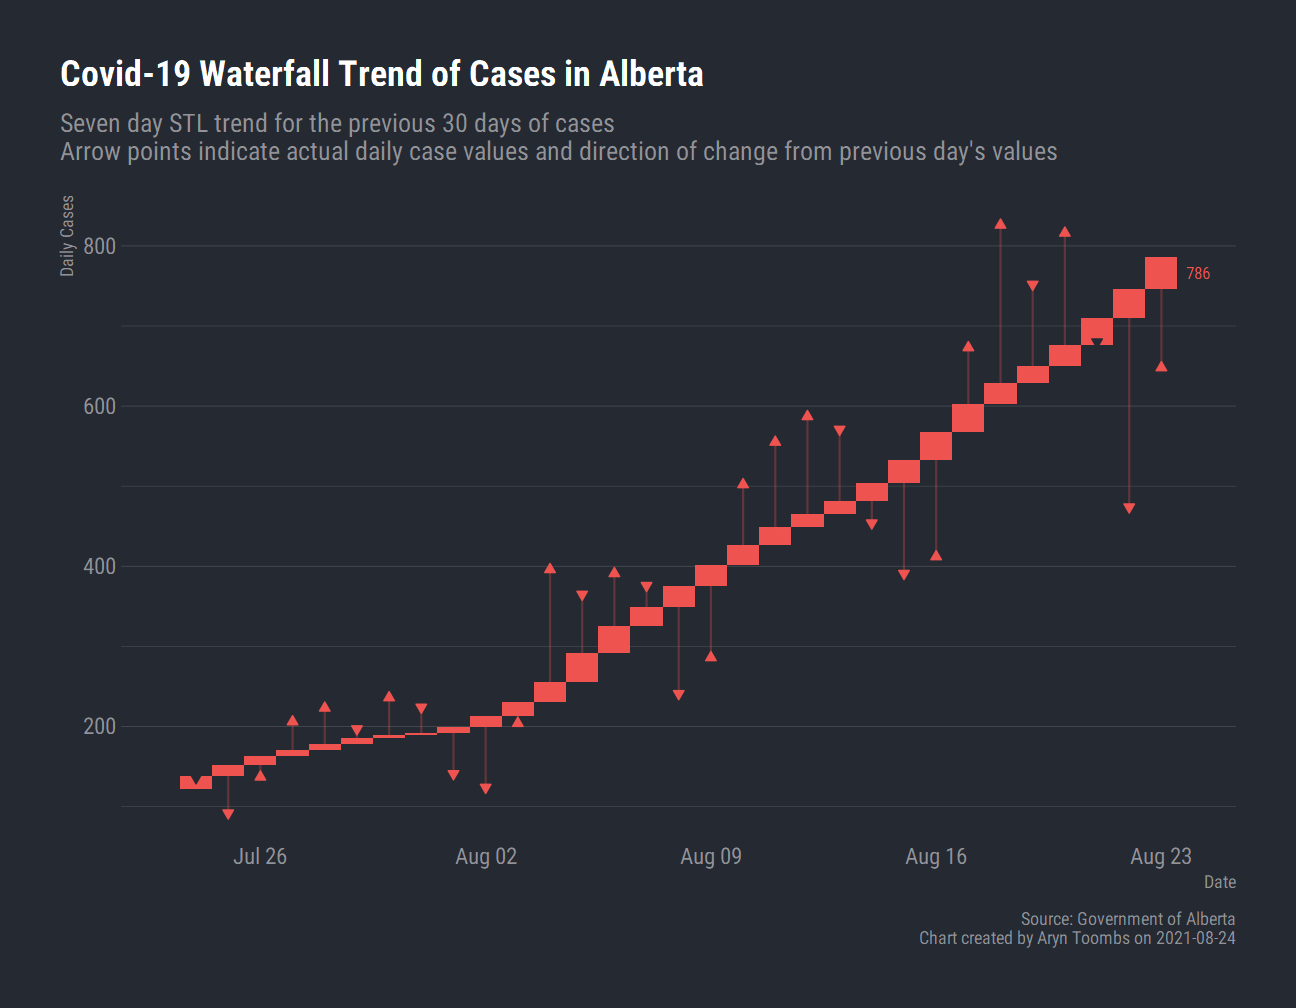 Covid-19 Waterfall Trend of Cases in Alberta
Seven day STL trend for the previous 30 days of cases
Arrow points indicate actual daily case values and direction of change from previous day's values
Daily Cases
800
600
400
200
786
Jul 26
Aug 02
Aug 09
Aug 16
Aug 23
Date
Source: Government of Alberta
Chart created by Aryn Toombs on 2021-08-24